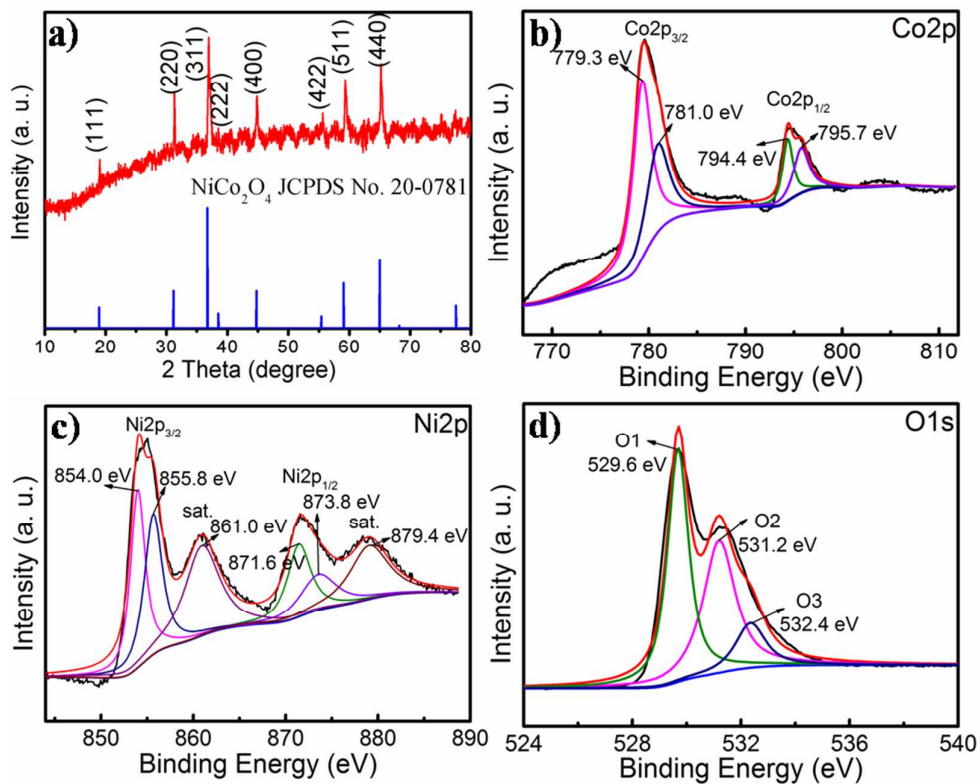 a)
Intensity (a. u.)
(111)
(220)
(311)
(222)
(400)
(422)
(511)
(440)
NiCo₂O₄ JCPDS No. 20-0781
10 20 30 40 50 60 70 80
2 Theta (degree)
b)
Co2p
Intensity (a. u.)
Co2p₃/₂
779.3 eV
781.0 eV
Co2p₁/₂
794.4 eV
795.7 eV
770 780 790 800 810
Binding Energy (eV)
c)
Ni2p
Intensity (a. u.)
Ni2p₃/₂
854.0 eV
855.8 eV
sat.
861.0 eV
Ni2p₁/₂
871.6 eV
873.8 eV
sat.
879.4 eV
850 860 870 880 890
Binding Energy (eV)
d)
O1s
Intensity (a. u.)
O1
529.6 eV
O2
531.2 eV
O3
532.4 eV
524 528 532 536 540
Binding Energy (eV)